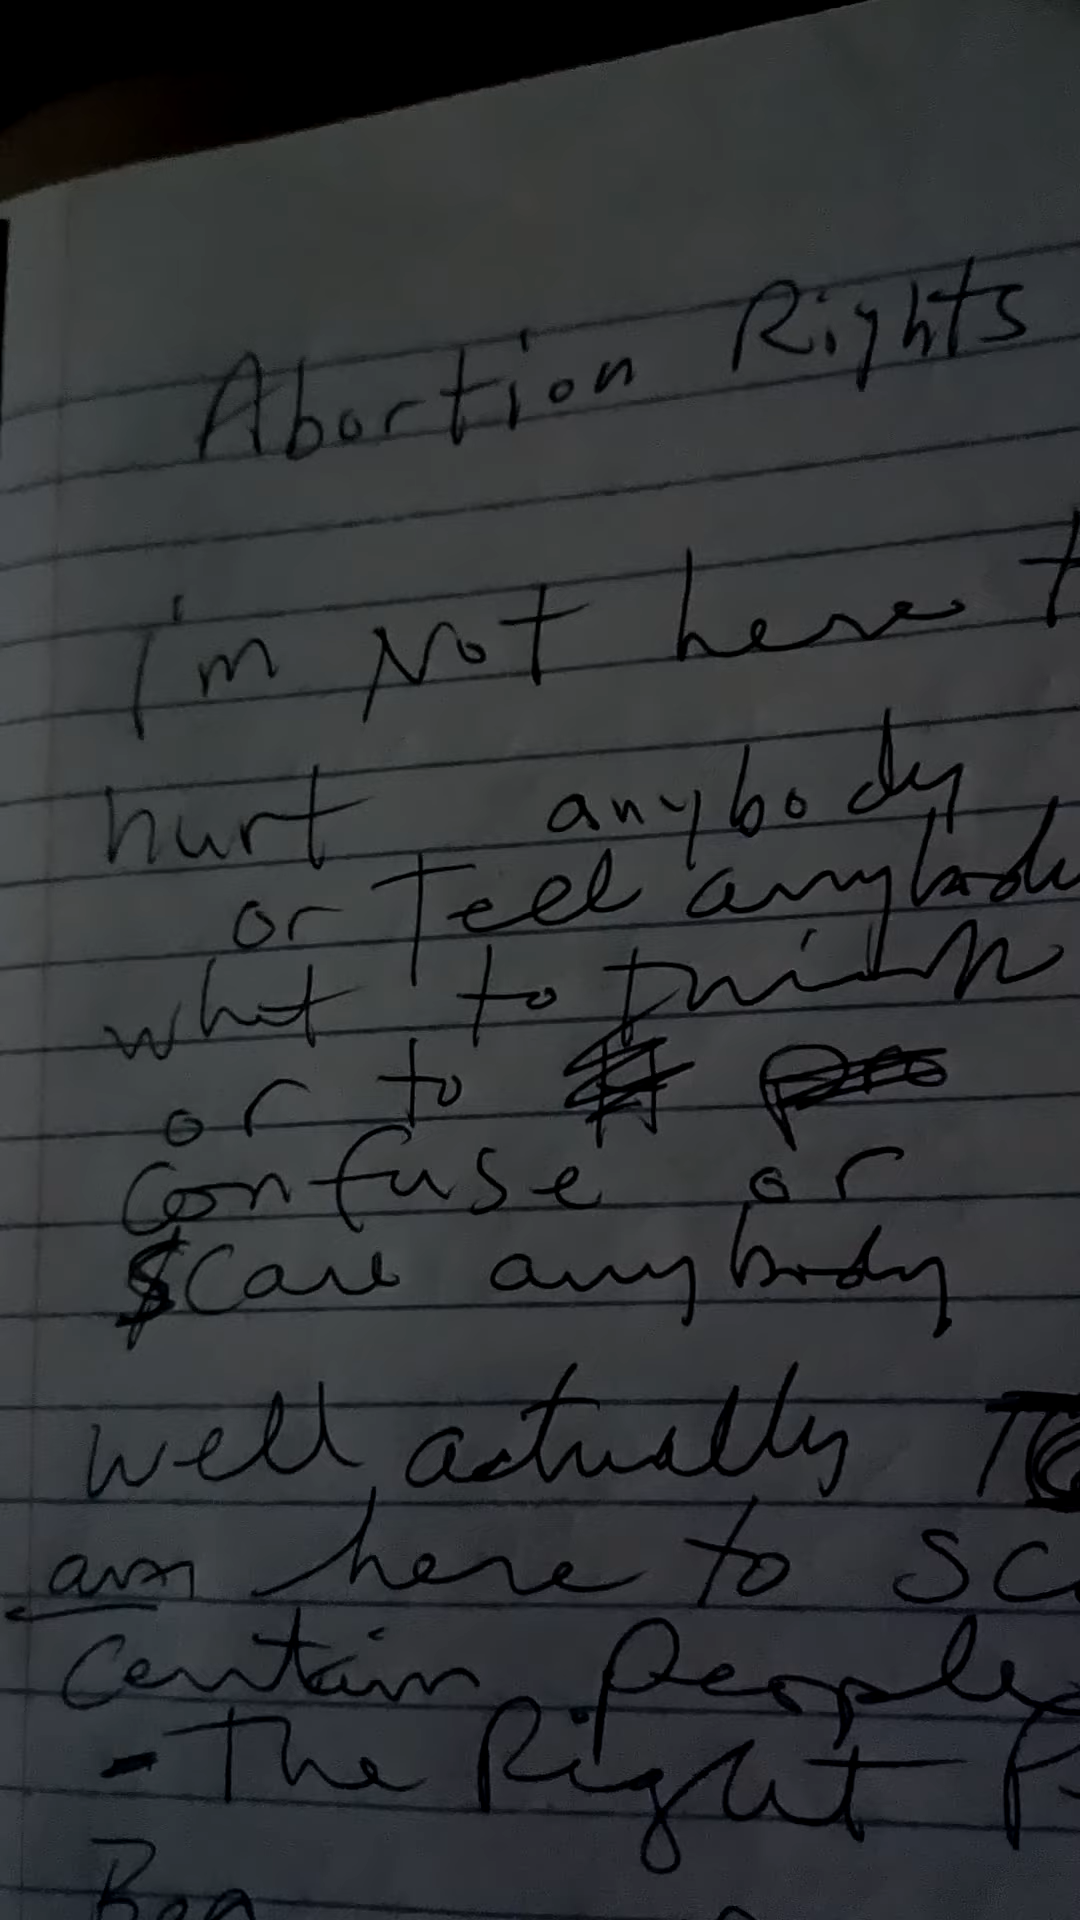 Abortion Rights
I'm Not here t
hurt anybody
or Tell anybody
what to think
or to
Confuse or
Scare anybody
Well actually I
am here to sc
Certain people
- The Right P